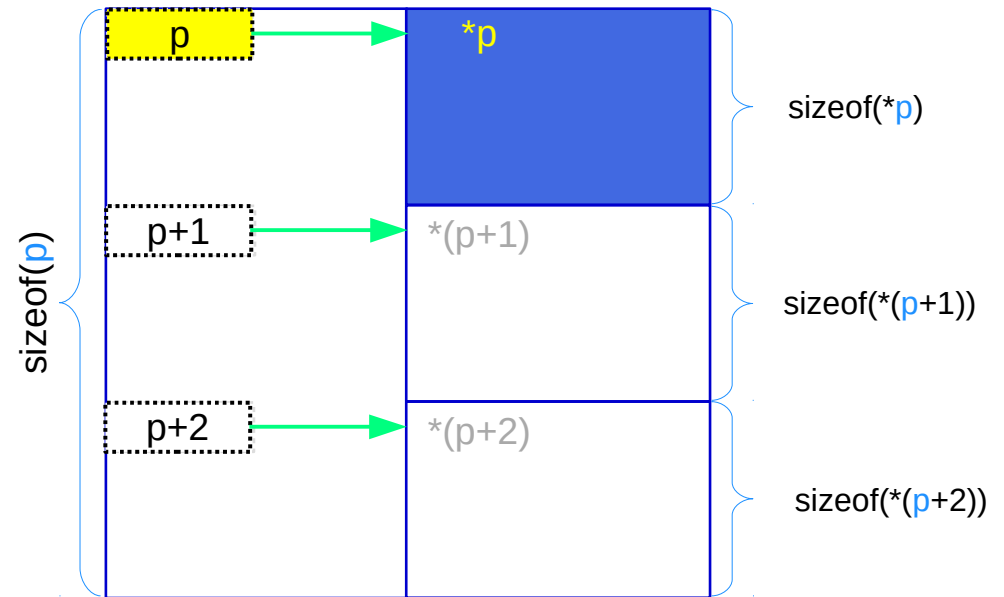 p
*p
sizeof(*p)
p+1
*(p+1)
sizeof(p)
sizeof(*(p+1))
p+2
*(p+2)
sizeof(*(p+2))